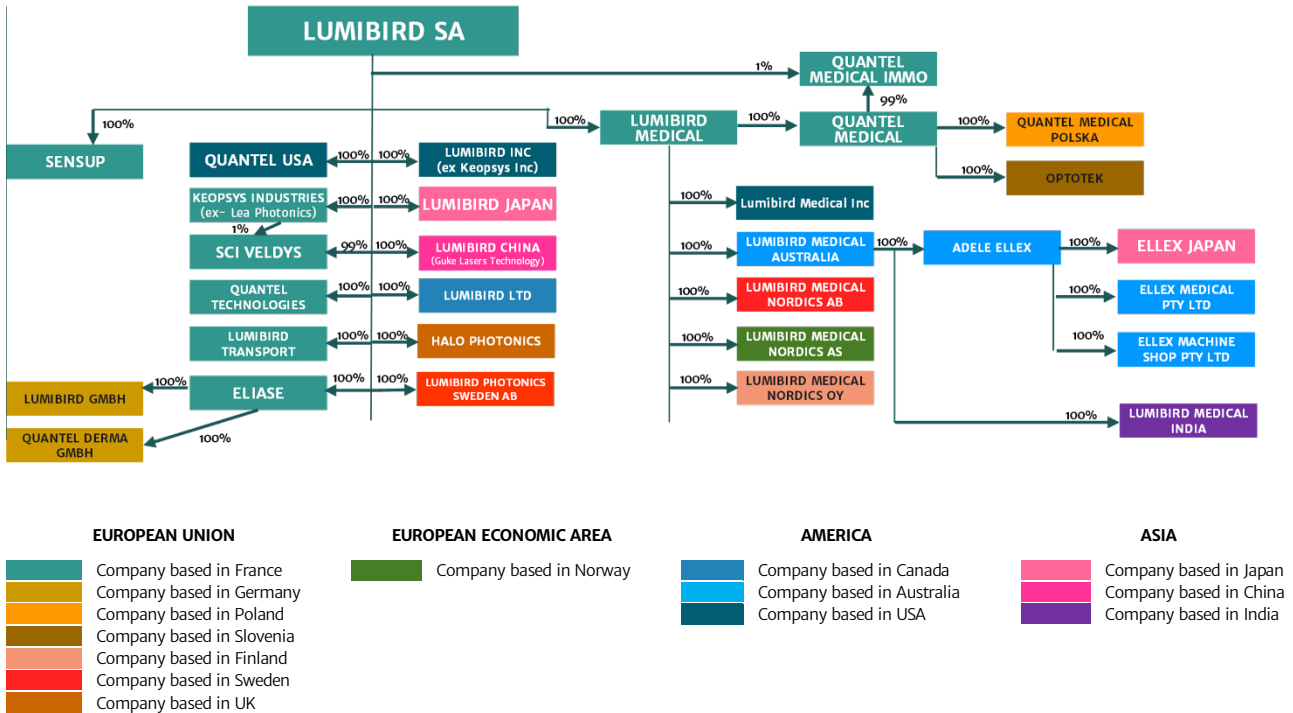 LUMIBIRD SA
1%
QUANTEL
MEDICAL IMMO
99%
100%
100%
LUMIBIRD
MEDICAL
100%
QUANTEL
MEDICAL
100%
QUANTEL MEDICAL
POLSKA
SENSUP
QUANTEL USA
100%
100%
LUMIBIRD INC
(ex Keopsys Inc)
100%
OPTOTEK
KEOPSYS INDUSTRIES
(ex- Lea Photonics)
100%
100%
LUMIBIRD JAPAN
100%
Lumibird Medical Inc
1%
SCI VELDYS
99%
100%
LUMIBIRD CHINA
(Guke Lasers Technology)
100%
LUMIBIRD MEDICAL
AUSTRALIA
100%
ADELE ELLEX
100%
ELLEX JAPAN
QUANTEL
TECHNOLOGIES
100%
100%
LUMIBIRD LTD
100%
LUMIBIRD MEDICAL
NORDICS AB
100%
ELLEX MEDICAL
PTY LTD
LUMIBIRD
TRANSPORT
100%
100%
HALO PHOTONICS
100%
LUMIBIRD MEDICAL
NORDICS AS
100%
ELLEX MACHINE
SHOP PTY LTD
LUMIBIRD GMBH
100%
ELIASE
100%
100%
LUMIBIRD PHOTONICS
SWEDEN AB
100%
LUMIBIRD MEDICAL
NORDICS OY
QUANTEL DERMA
GMBH
100%
100%
LUMIBIRD MEDICAL
INDIA
EUROPEAN UNION
Company based in France
Company based in Germany
Company based in Poland
Company based in Slovenia
Company based in Finland
Company based in Sweden
Company based in UK
EUROPEAN ECONOMIC AREA
Company based in Norway
AMERICA
Company based in Canada
Company based in Australia
Company based in USA
ASIA
Company based in Japan
Company based in China
Company based in India